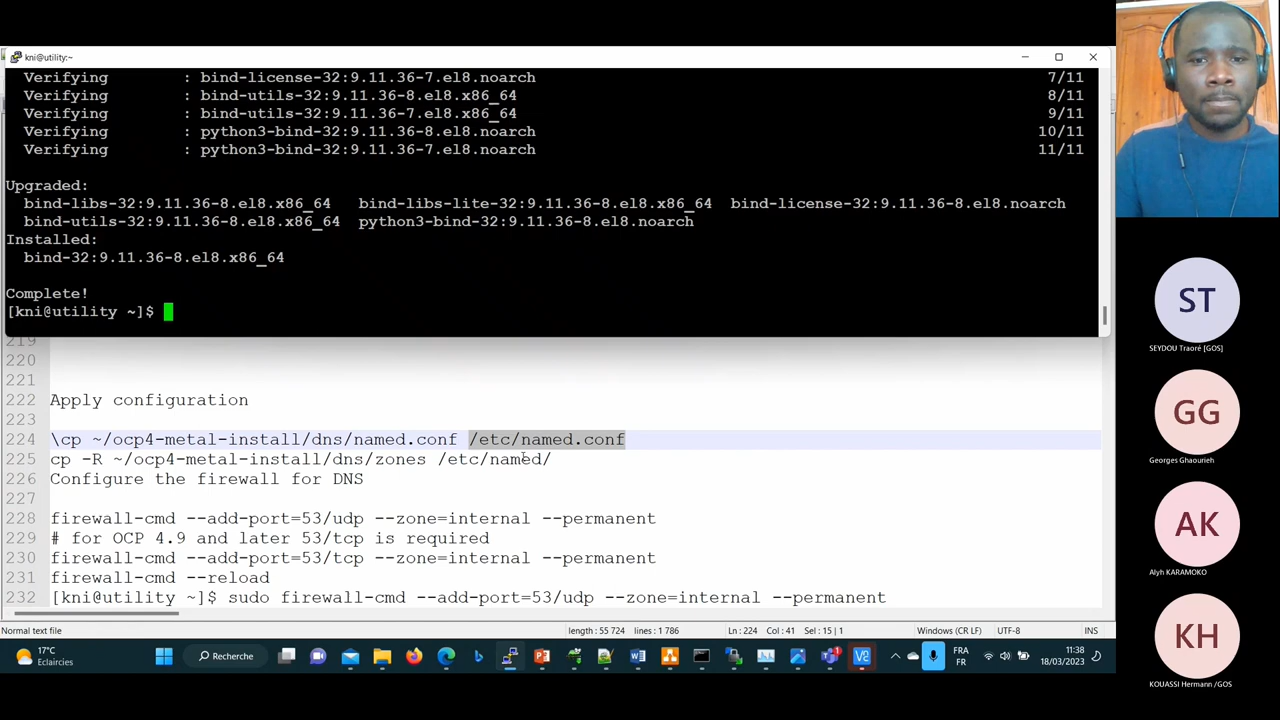 kni@utility:~
Verifying : bind-license-32:9.11.36-7.el8.noarch 7/11
Verifying : bind-utils-32:9.11.36-8.el8.x86_64 8/11
Verifying : bind-utils-32:9.11.36-7.el8.x86_64 9/11
Verifying : python3-bind-32:9.11.36-8.el8.noarch 10/11
Verifying : python3-bind-32:9.11.36-7.el8.noarch 11/11
Upgraded:
bind-libs-32:9.11.36-8.el8.x86_64 bind-libs-lite-32:9.11.36-8.el8.x86_64 bind-license-32:9.11.36-8.el8.noarch
bind-utils-32:9.11.36-8.el8.x86_64 python3-bind-32:9.11.36-8.el8.noarch
Installed:
bind-32:9.11.36-8.el8.x86_64
Complete!
[kni@utility ~]$
219
220
221
222 Apply configuration
223
224 \cp ~/ocp4-metal-install/dns/named.conf /etc/named.conf
225 cp -R ~/ocp4-metal-install/dns/zones /etc/named/
226 Configure the firewall for DNS
227
228 firewall-cmd --add-port=53/udp --zone=internal --permanent
229 # for OCP 4.9 and later 53/tcp is required
230 firewall-cmd --add-port=53/tcp --zone=internal --permanent
231 firewall-cmd --reload
232 [kni@utility ~]$ sudo firewall-cmd --add-port=53/udp --zone=internal --permanent
Normal text file length : 55 724 lines : 1 786 Ln : 224 Col : 41 Sel : 15 | 1 Windows (CR LF) UTF-8 INS
17°C
Eclaircies
Recherche
FRA
FR
11:38
18/03/2023
ST
SEYDOU Traoré [GOS]
GG
Georges Ghaourieh
AK
Alyh KARAMOKO
KH
KOUASSI Hermann /GOS